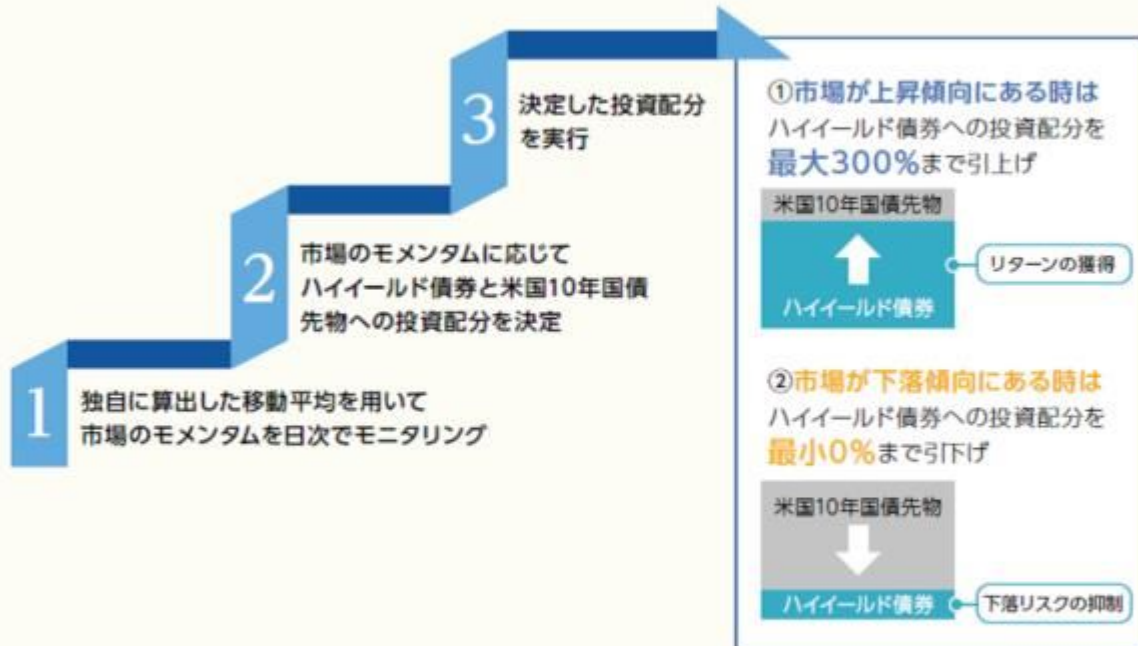 1
独自に算出した移動平均を用いて
市場のモメンタムを日次でモニタリング
2
市場のモメンタムに応じて
ハイイールド債券と米国10年国債
先物への投資配分を決定
3
決定した投資配分
を実行
①市場が上昇傾向にある時は
ハイイールド債券への投資配分を
最大300%まで引上げ
米国10年国債先物
ハイイールド債券
リターンの獲得
②市場が下落傾向にある時は
ハイイールド債券への投資配分を
最小0%まで引下げ
米国10年国債先物
ハイイールド債券
下落リスクの抑制